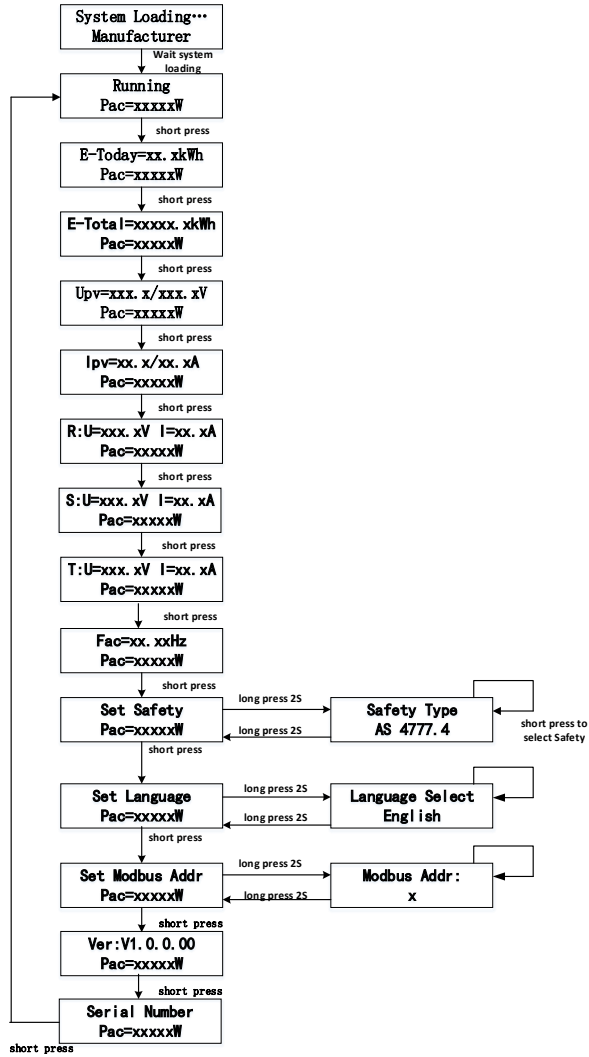 System Loading…
Manufacturer
Wait system
loading
Running
Pac=xxxxxW
short press
E-Today=xx.xkWh
Pac=xxxxxW
short press
E-Total=xxxxx.xkWh
Pac=xxxxxW
short press
Upv=xxx.x/xxx.xV
Pac=xxxxxW
short press
Ipv=xx.x/xx.xA
Pac=xxxxxW
short press
R:U=xxx.xV I=xx.xA
Pac=xxxxxW
short press
S:U=xxx.xV I=xx.xA
Pac=xxxxxW
short press
T:U=xxx.xV I=xx.xA
Pac=xxxxxW
short press
Fac=xx.xxHz
Pac=xxxxxW
short press
Set Safety
Pac=xxxxxW
long press 2S
long press 2S
Safety Type
AS 4777.4
short press to
select Safety
short press
Set Language
Pac=xxxxxW
long press 2S
long press 2S
Language Select
English
short press
Set Modbus Addr
Pac=xxxxxW
long press 2S
long press 2S
Modbus Addr:
x
short press
Ver:V1.0.0.00
Pac=xxxxxW
short press
Serial Number
Pac=xxxxxW
short press